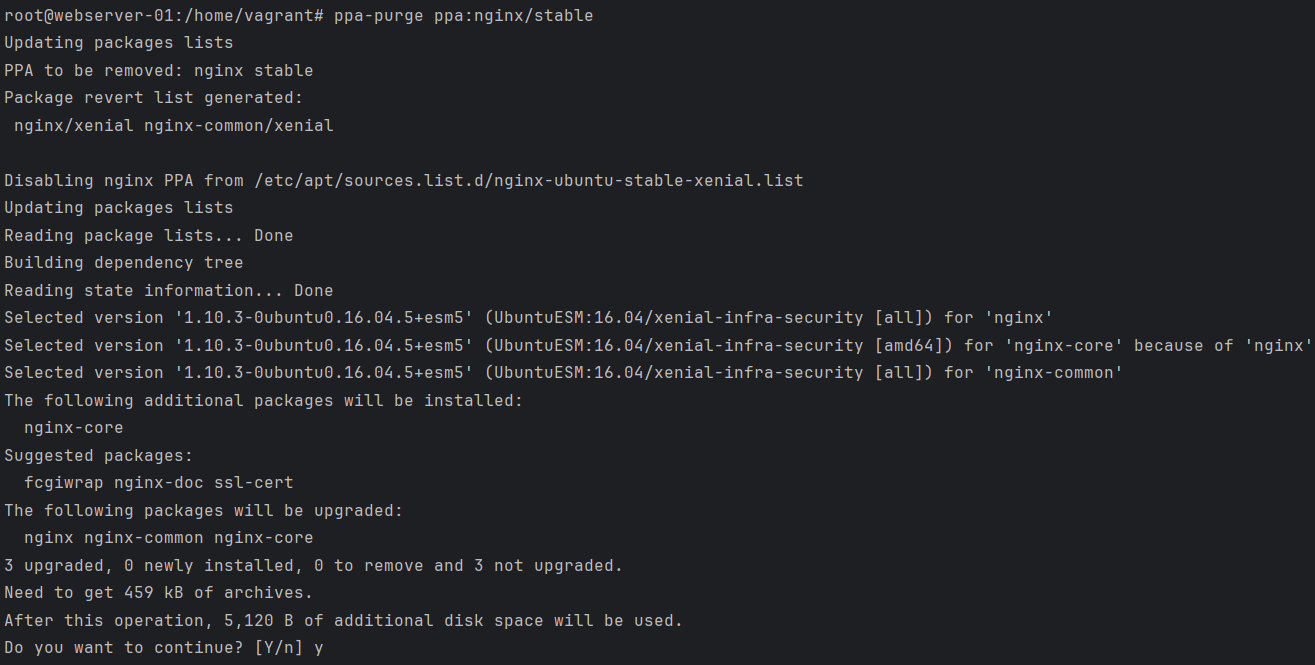 root@webserver-01:/home/vagrant# ppa-purge ppa:nginx/stable
Updating packages lists
PPA to be removed: nginx stable
Package revert list generated:
 nginx/xenial nginx-common/xenial

Disabling nginx PPA from /etc/apt/sources.list.d/nginx-ubuntu-stable-xenial.list
Updating packages lists
Reading package lists... Done
Building dependency tree
Reading state information... Done
Selected version '1.10.3-0ubuntu0.16.04.5+esm5' (UbuntuESM:16.04/xenial-infra-security [all]) for 'nginx'
Selected version '1.10.3-0ubuntu0.16.04.5+esm5' (UbuntuESM:16.04/xenial-infra-security [amd64]) for 'nginx-core' because of 'nginx'
Selected version '1.10.3-0ubuntu0.16.04.5+esm5' (UbuntuESM:16.04/xenial-infra-security [all]) for 'nginx-common'
The following additional packages will be installed:
  nginx-core
Suggested packages:
  fcgiwrap nginx-doc ssl-cert
The following packages will be upgraded:
  nginx nginx-common nginx-core
3 upgraded, 0 newly installed, 0 to remove and 3 not upgraded.
Need to get 459 kB of archives.
After this operation, 5,120 B of additional disk space will be used.
Do you want to continue? [Y/n] y